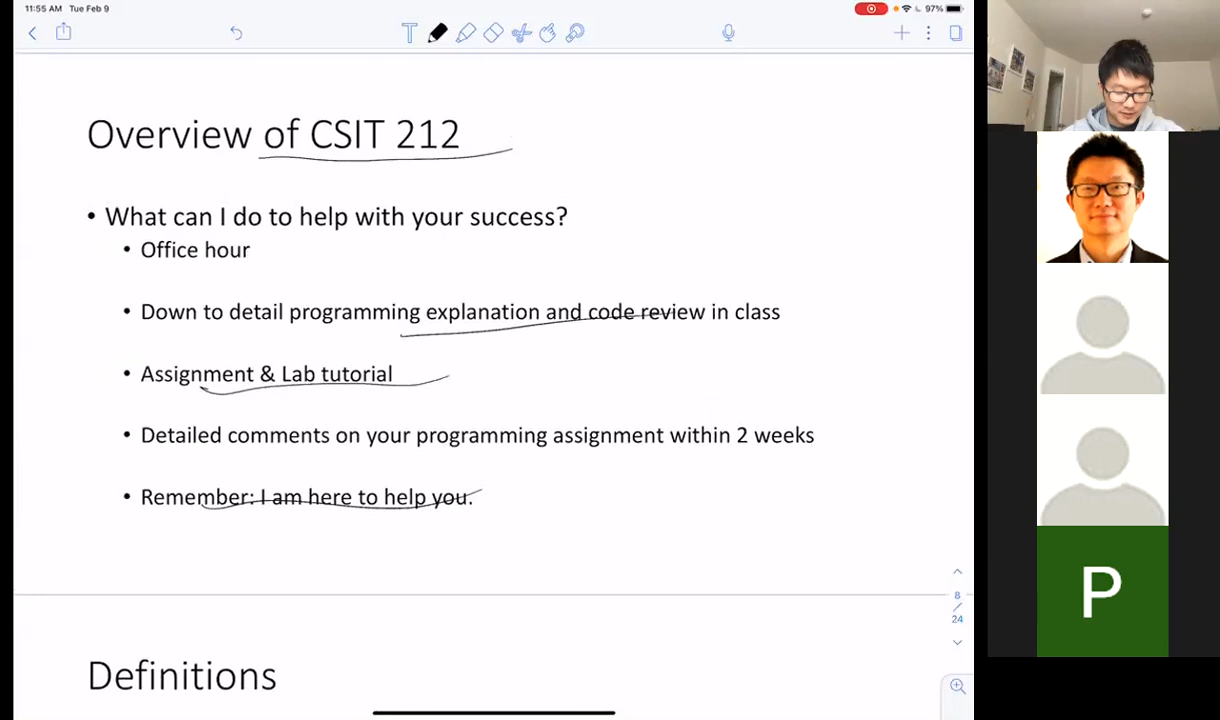 11:55 AM Tue Feb 9
97%
Overview of CSIT 212
• What can I do to help with your success?
• Office hour
• Down to detail programming explanation and code review in class
• Assignment & Lab tutorial
• Detailed comments on your programming assignment within 2 weeks
• Remember: I am here to help you.
8
/
24
Definitions
P